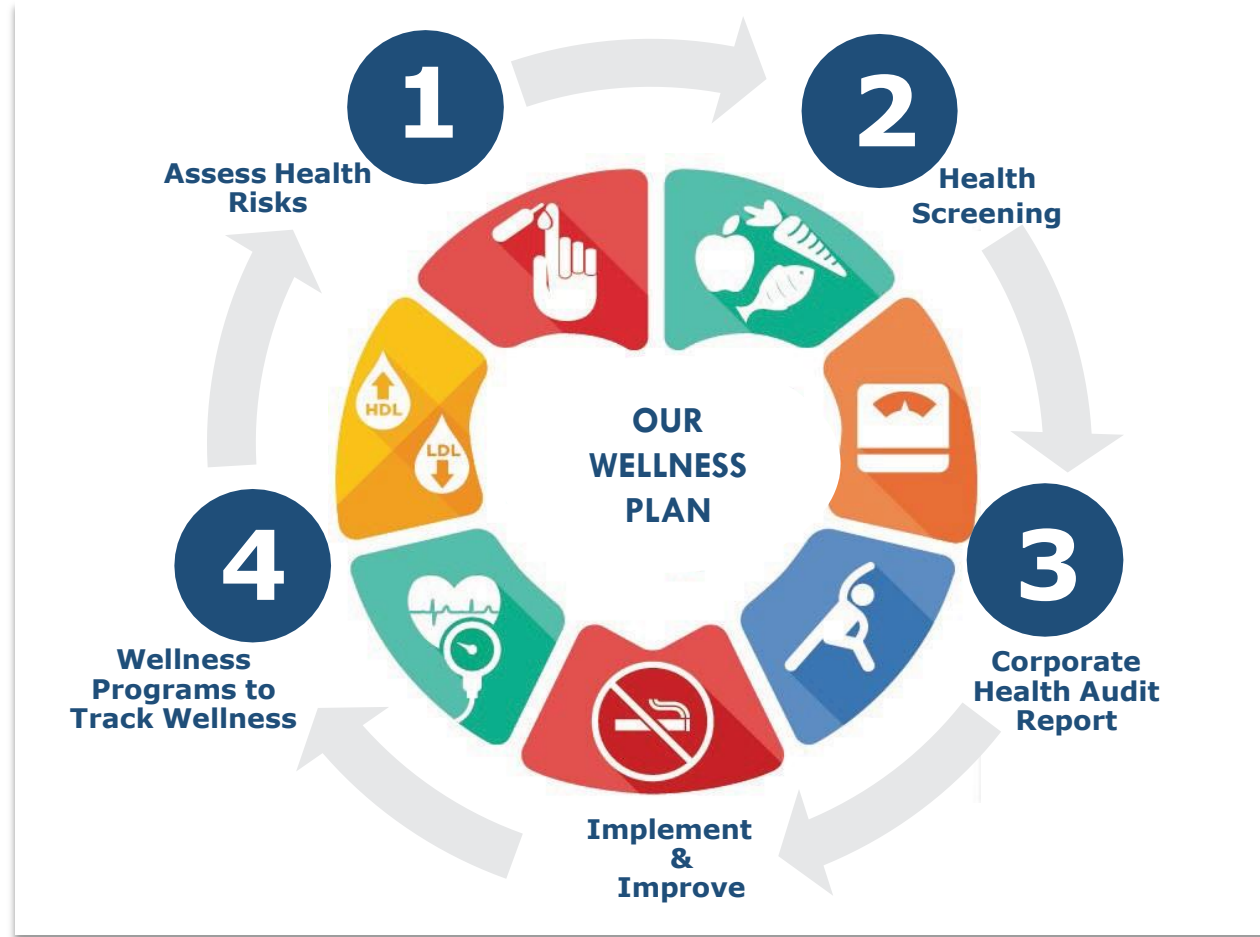 1
Assess Health
Risks
2
Health
Screening
HDL
LDL
OUR
WELLNESS
PLAN
3
Corporate
Health Audit
Report
4
Wellness
Programs to
Track Wellness
Implement
&
Improve